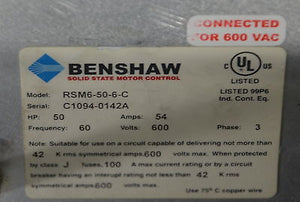 CONNECTED
FOR 600 VAC
BENSHAW
SOLID STATE MOTOR CONTROL
C UL US
LISTED
LISTED 99P6
Ind. Cont. Eq.
Model: RSM6-50-6-C
Serial: C1094-0142A
HP: 50 Amps: 54
Frequency: 60 Volts: 600 Phase: 3
Note: Suitable for use on a circuit capable of delivering not more than
42 K rms symmetrical amps. 600 volts max. When protected
by class J fuses, 100 A max current rating or circuit
breaker having an interrupt rating not less than 42 K rms
symmetrical amps. 600 volts max. Use 75° C copper wire